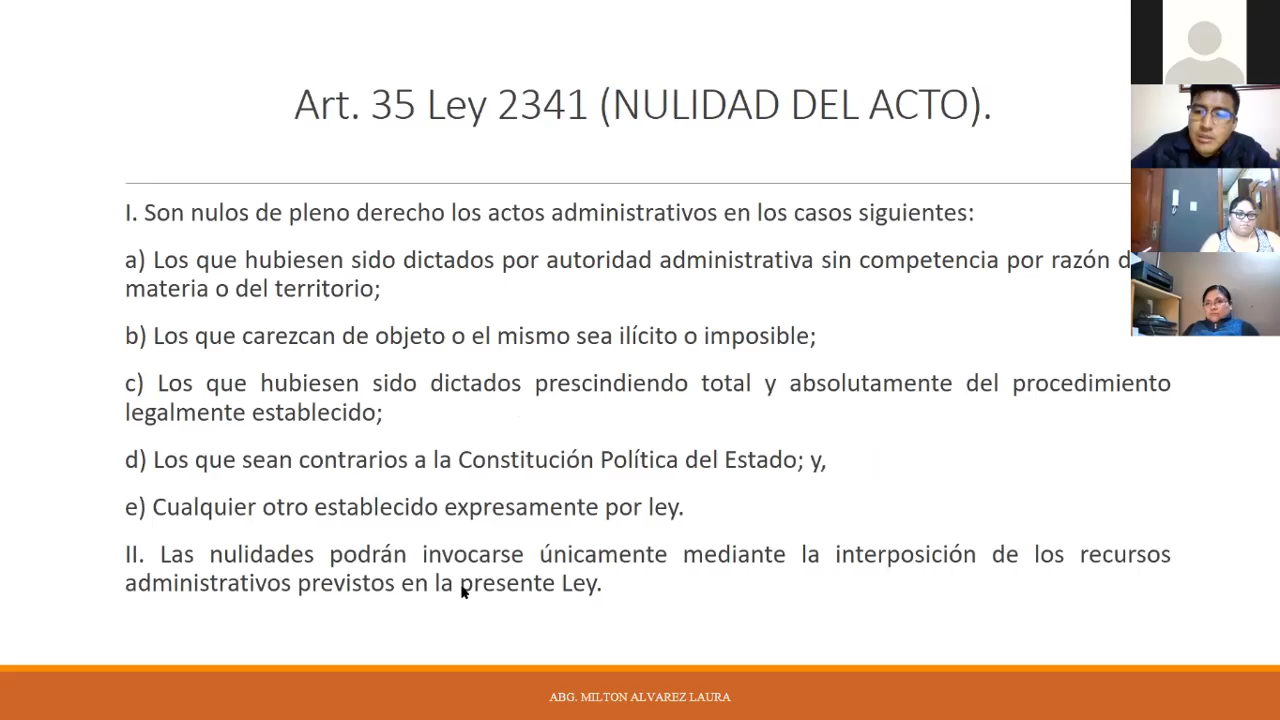 Art. 35 Ley 2341 (NULIDAD DEL ACTO).
I. Son nulos de pleno derecho los actos administrativos en los casos siguientes:
a) Los que hubiesen sido dictados por autoridad administrativa sin competencia por razón
materia o del territorio;
b) Los que carezcan de objeto o el mismo sea ilícito o imposible;
c) Los que hubiesen sido dictados prescindiendo total y absolutamente del procedimiento
legalmente establecido;
d) Los que sean contrarios a la Constitución Política del Estado; y,
e) Cualquier otro establecido expresamente por ley.
II. Las nulidades podrán invocarse únicamente mediante la interposición de los recursos
administrativos previstos en la presente Ley.
ABG. MILTON ALVAREZ LAURA